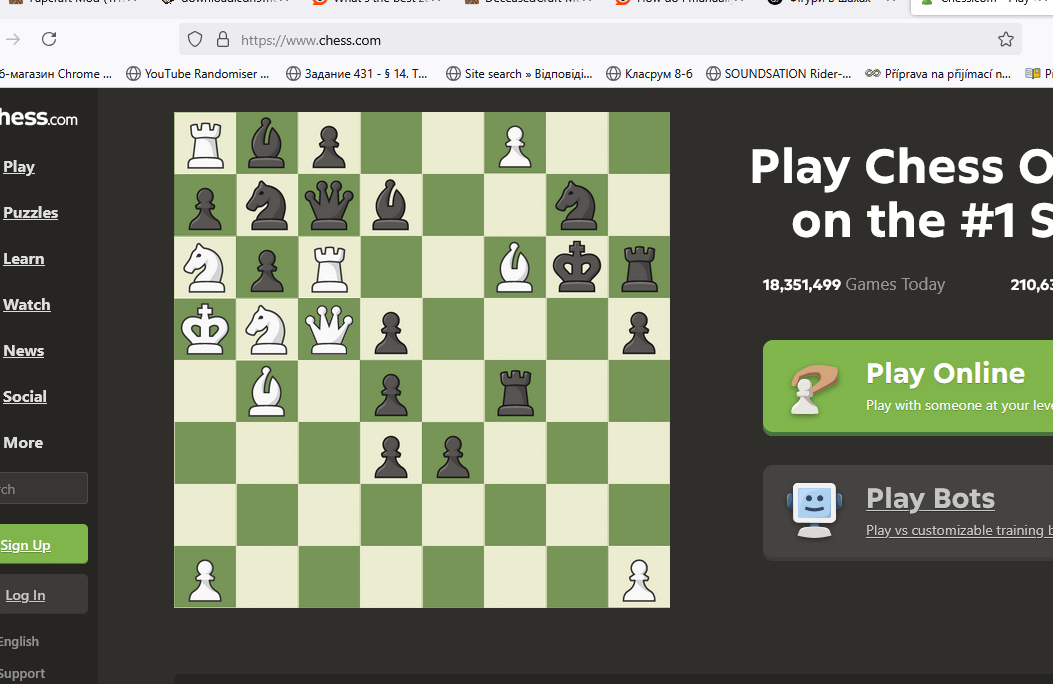 https://www.chess.com
б-магазин Chrome ... YouTube Randomiser ... Задание 431 - § 14. Т... Site search » Відповіді... Класрум 8-б SOUNDSATION Rider-... Příprava na přijímací n...
hess.com
Play
Puzzles
Learn
Watch
News
Social
More
rch
Sign Up
Log In
English
Support
Play Chess O
on the #1 S
18,351,499 Games Today 210,63
Play Online
Play with someone at your leve
Play Bots
Play vs customizable training b